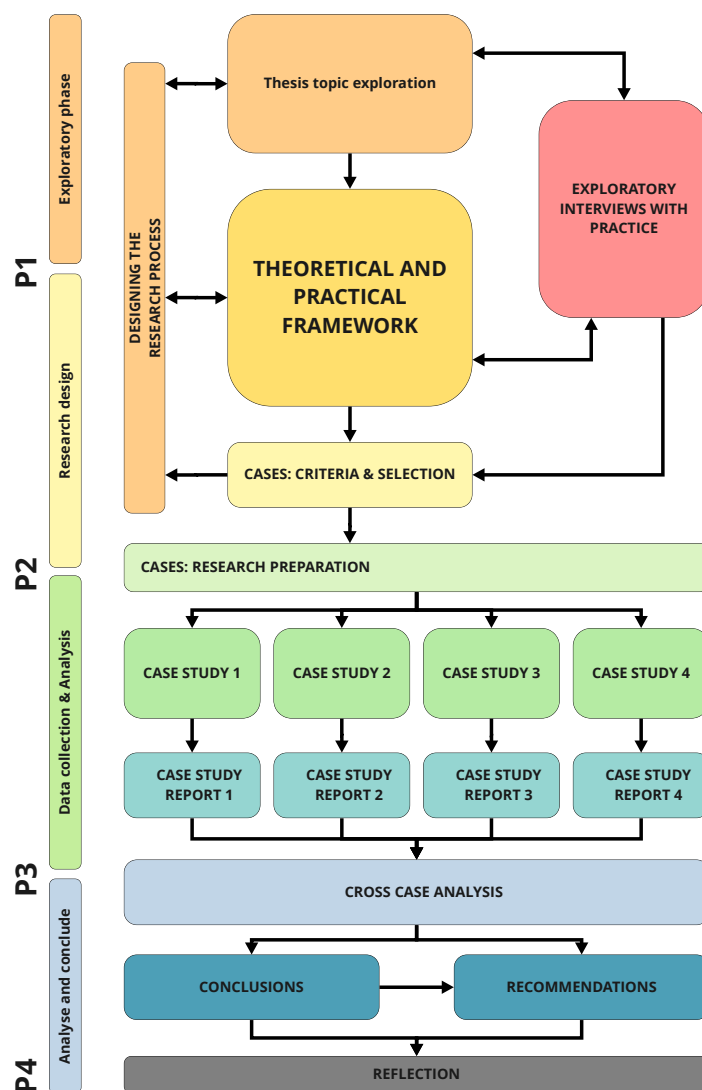 Exploratory phase
P1
Research design
P2
Data collection & Analysis
P3
Analyse and conclude
P4
DESIGNING THE
RESEARCH PROCESS
Thesis topic exploration
EXPLORATORY
INTERVIEWS WITH
PRACTICE
THEORETICAL AND
PRACTICAL
FRAMEWORK
CASES: CRITERIA & SELECTION
CASES: RESEARCH PREPARATION
CASE STUDY 1
CASE STUDY 2
CASE STUDY 3
CASE STUDY 4
CASE STUDY
REPORT 1
CASE STUDY
REPORT 2
CASE STUDY
REPORT 3
CASE STUDY
REPORT 4
CROSS CASE ANALYSIS
CONCLUSIONS
RECOMMENDATIONS
REFLECTION